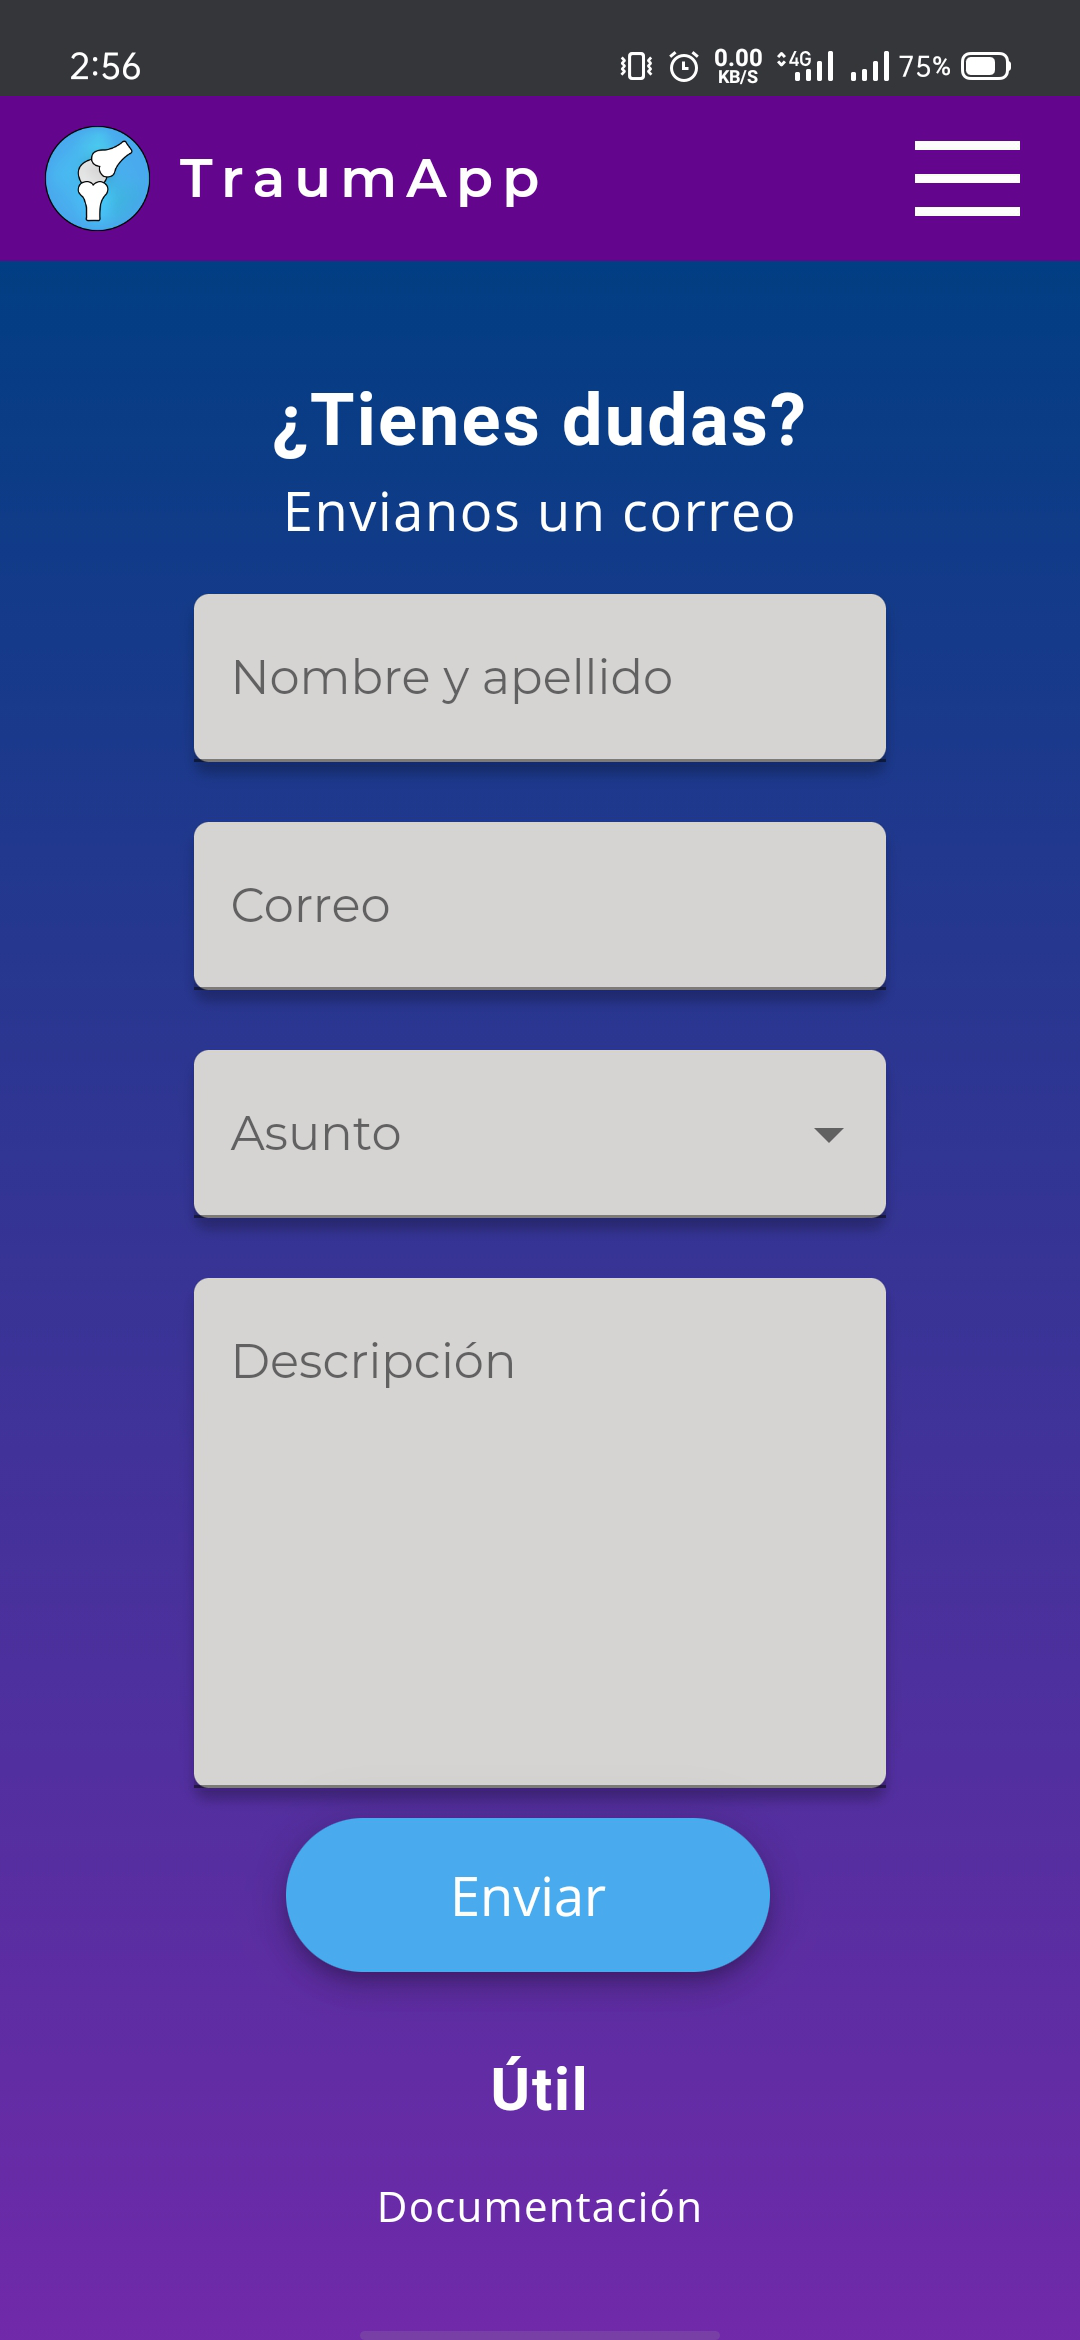 2:56 0.00 KB/S 4G 75%
TraumApp
¿Tienes dudas?
Envianos un correo
Nombre y apellido
Correo
Asunto
Descripción
Enviar
Útil
Documentación